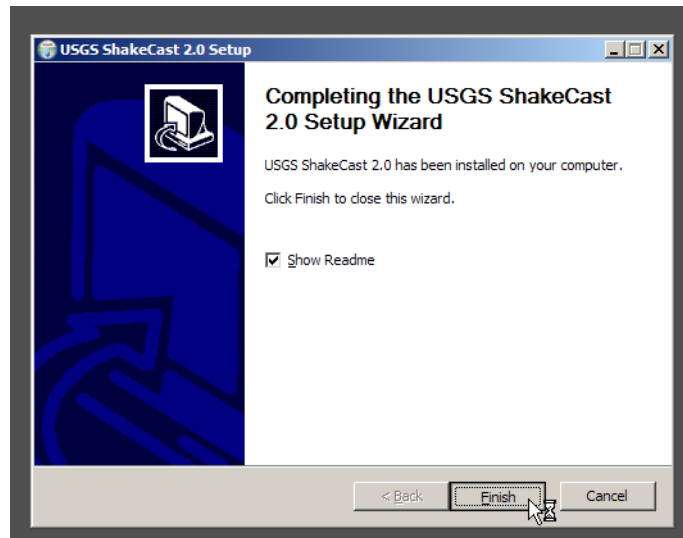 USGS ShakeCast 2.0 Setup
Completing the USGS ShakeCast
2.0 Setup Wizard
USGS ShakeCast 2.0 has been installed on your computer.
Click Finish to close this wizard.
Show Readme
< Back Finish Cancel